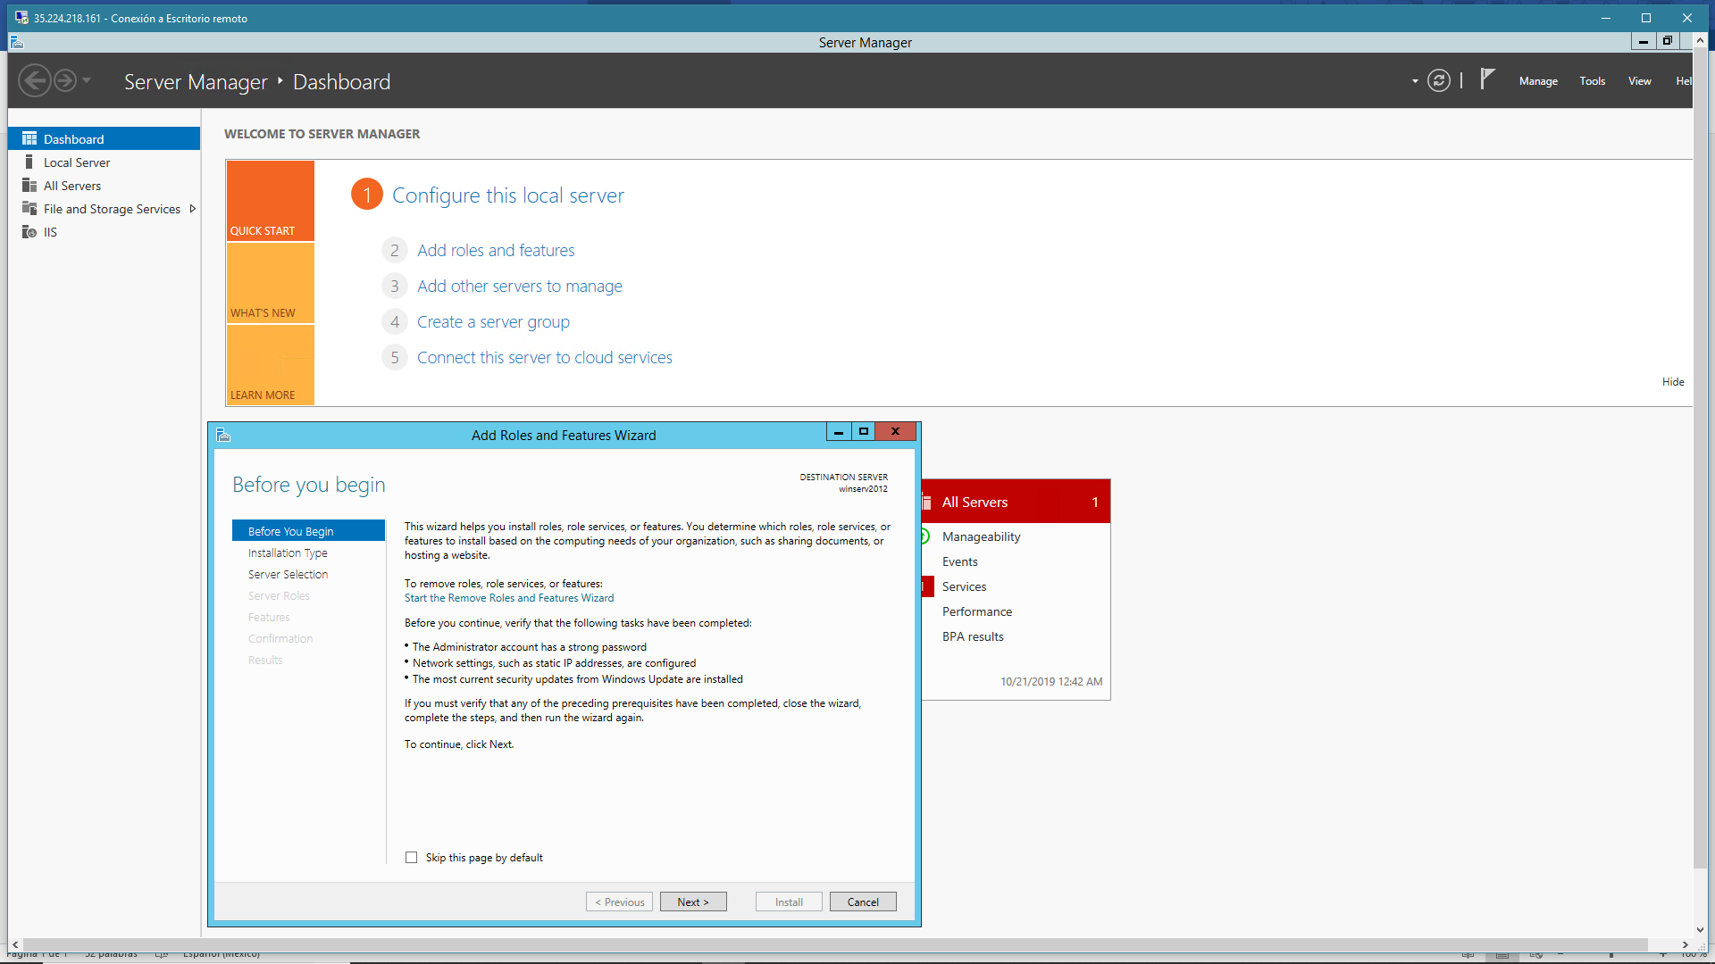 35.224.218.161 - Conexión a Escritorio remoto
Server Manager
Server Manager ‣ Dashboard
Manage
Tools
View
Hel
Dashboard
Local Server
All Servers
File and Storage Services
IIS
WELCOME TO SERVER MANAGER
QUICK START
WHAT'S NEW
LEARN MORE
1 Configure this local server
2 Add roles and features
3 Add other servers to manage
4 Create a server group
5 Connect this server to cloud services
Hide
Add Roles and Features Wizard
Before you begin
DESTINATION SERVER
winserv2012
Before You Begin
Installation Type
Server Selection
Server Roles
Features
Confirmation
Results
This wizard helps you install roles, role services, or features. You determine which roles, role services, or
features to install based on the computing needs of your organization, such as sharing documents, or
hosting a website.
To remove roles, role services, or features:
Start the Remove Roles and Features Wizard
Before you continue, verify that the following tasks have been completed:
• The Administrator account has a strong password
• Network settings, such as static IP addresses, are configured
• The most current security updates from Windows Update are installed
If you must verify that any of the preceding prerequisites have been completed, close the wizard,
complete the steps, and then run the wizard again.
To continue, click Next.
Skip this page by default
< Previous
Next >
Install
Cancel
All Servers 1
Manageability
Events
Services
Performance
BPA results
10/21/2019 12:42 AM
Página 1 de 1
52 palabras
Español (México)
100 %